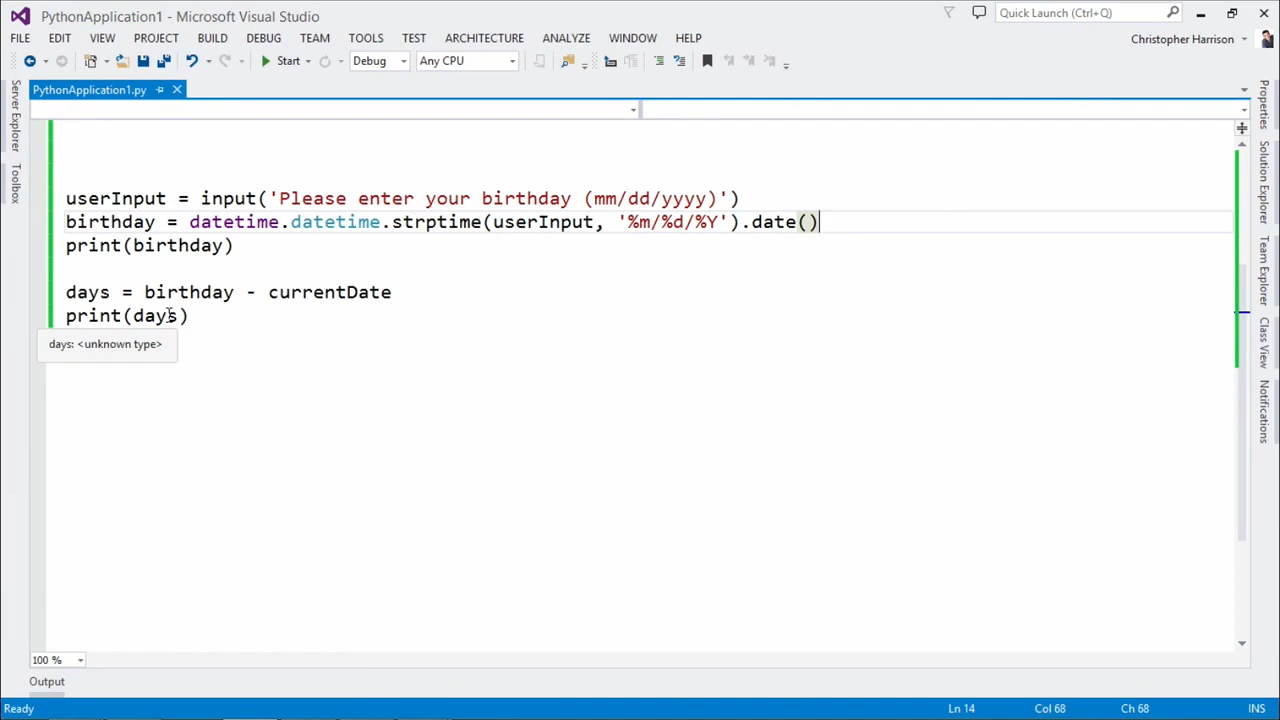 PythonApplication1 - Microsoft Visual Studio
Quick Launch (Ctrl+Q)
FILE EDIT VIEW PROJECT BUILD DEBUG TEAM TOOLS TEST ARCHITECTURE ANALYZE WINDOW HELP
Christopher Harrison
Start Debug Any CPU
PythonApplication1.py
Server Explorer
Toolbox
userInput = input('Please enter your birthday (mm/dd/yyyy)')
birthday = datetime.datetime.strptime(userInput, '%m/%d/%Y').date()
print(birthday)
days = birthday - currentDate
print(days)
days: <unknown type>
Properties
Solution Explorer
Team Explorer
Class View
Notifications
100 %
Output
Ready
Ln 14 Col 68 Ch 68 INS